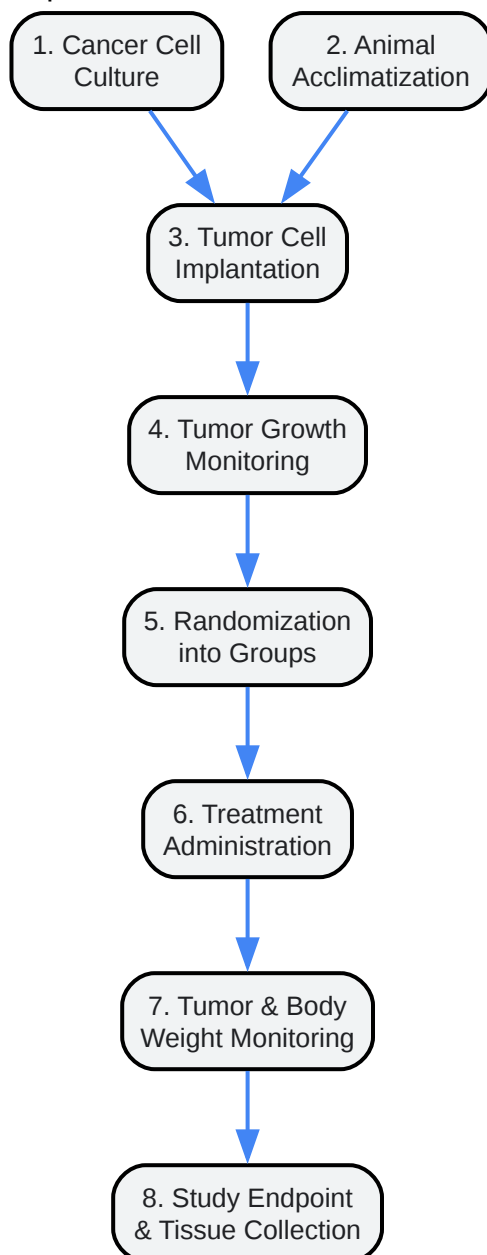 1. Cancer Cell
Culture
2. Animal
Acclimatization
3. Tumor Cell
Implantation
4. Tumor Growth
Monitoring
5. Randomization
into Groups
6. Treatment
Administration
7. Tumor & Body
Weight Monitoring
8. Study Endpoint
& Tissue Collection